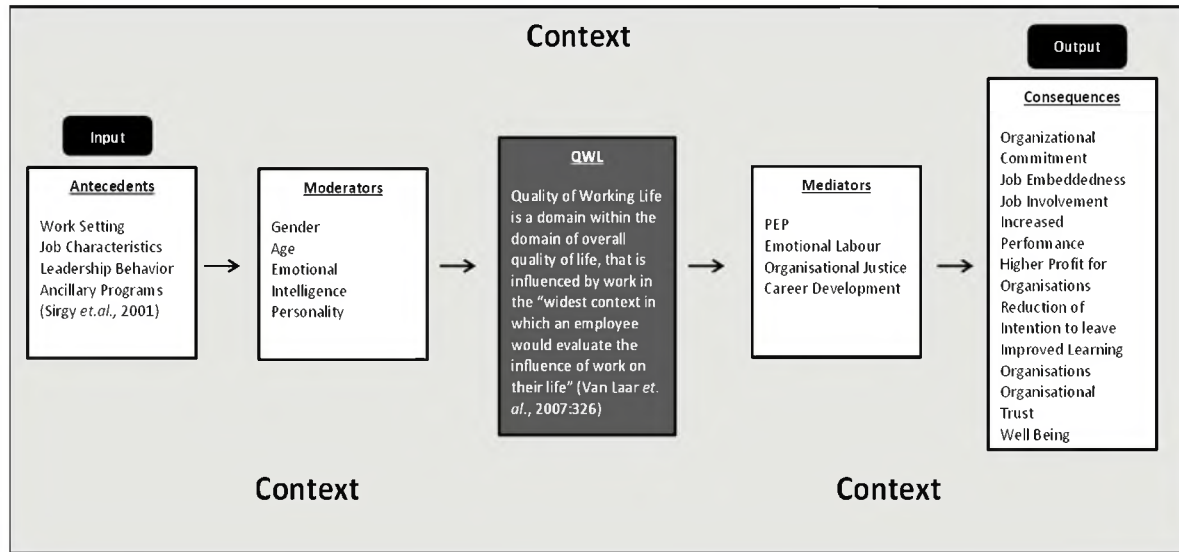 Context
Output
Input
Antecedents
Work Setting
Job Characteristics
Leadership Behavior
Ancillary Programs
(Sirgy et.al., 2001)
Moderators
Gender
Age
Emotional
Intelligence
Personality
QWL
Quality of Working Life
is a domain within the
domain of overall
quality of life, that is
influenced by work in
the “widest context in
which an employee
would evaluate the
influence of work on
their life” (Van Laar et.
al., 2007:326)
Mediators
PEP
Emotional Labour
Organisational Justice
Career Development
Consequences
Organizational
Commitment
Job Embeddedness
Job Involvement
Increased
Performance
Higher Profit for
Organisations
Reduction of
Intention to leave
Improved Learning
Organisations
Organisational
Trust
Well Being
Context
Context